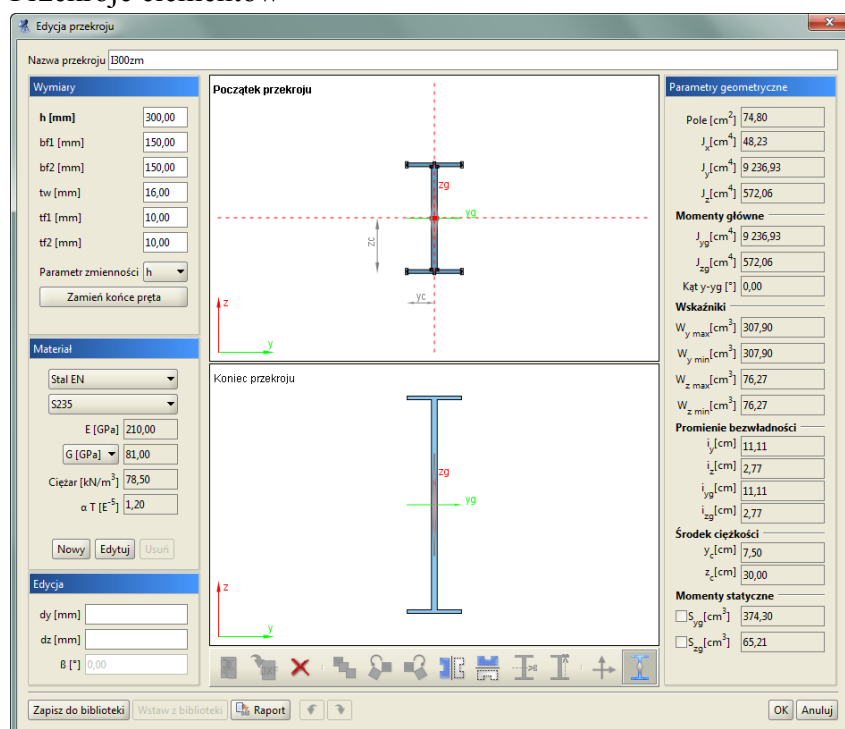 Przekroje elementów
Edycja przekroju
Nazwa przekroju I300zm
Wymiary
h [mm] 300,00
bf1 [mm] 150,00
bf2 [mm] 150,00
tw [mm] 16,00
tf1 [mm] 10,00
tf2 [mm] 10,00
Parametr zmienności h
Zamień końce pręta
Materiał
Stal EN
S235
E [GPa] 210,00
G [GPa] 81,00
Ciężar [kN/m³] 78,50
α T [E⁻⁵] 1,20
Nowy Edytuj Usuń
Edycja
dy [mm]
dz [mm]
ß [°] 0,00
Początek przekroju
zg
yg
zc
yc
z
y
Koniec przekroju
zg
yg
z
y
Parametry geometryczne
Pole [cm²] 74,80
Jx[cm⁴] 48,23
Jy[cm⁴] 9 236,93
Jz[cm⁴] 572,06
Momenty główne
Jyg[cm⁴] 9 236,93
Jzg[cm⁴] 572,06
Kąt y-yg [°] 0,00
Wskaźniki
Wy max[cm³] 307,90
Wy min[cm³] 307,90
Wz max[cm³] 76,27
Wz min[cm³] 76,27
Promienie bezwładności
iy[cm] 11,11
iz[cm] 2,77
iyg[cm] 11,11
izg[cm] 2,77
Środek ciężkości
yc[cm] 7,50
zc[cm] 30,00
Momenty statyczne
Syg[cm³] 374,30
Szg[cm³] 65,21
Zapisz do biblioteki Wstaw z biblioteki Raport OK Anuluj